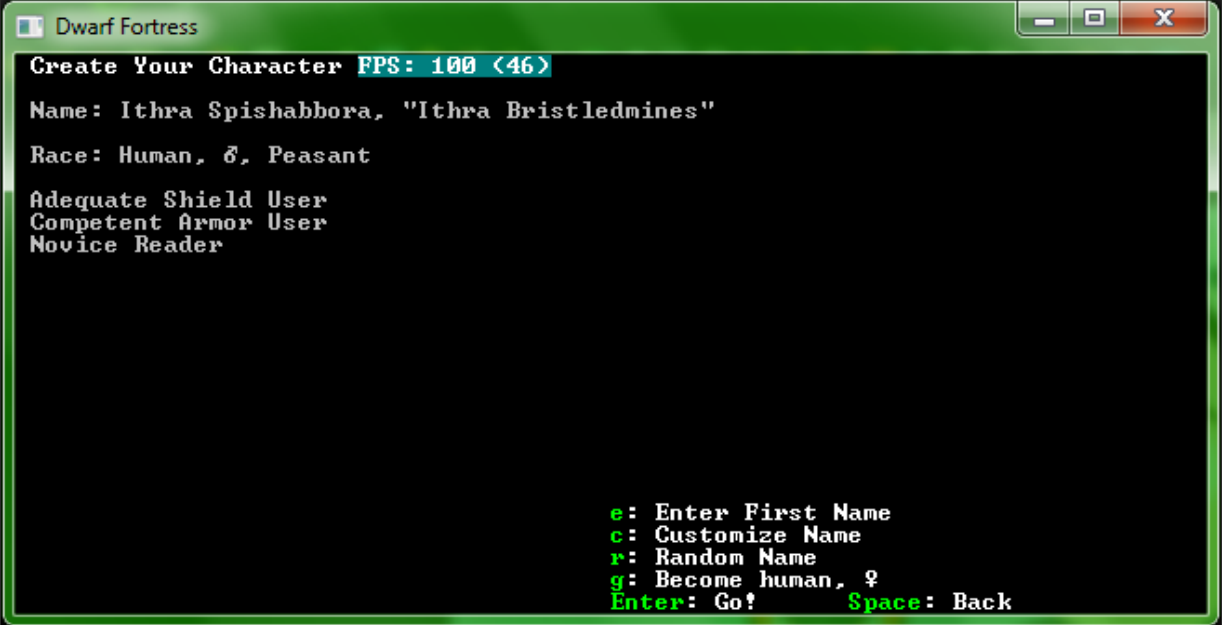 Dwarf Fortress
Create Your Character FPS: 100 (46)
Name: Ithra Spishabbora, "Ithra Bristledmines"
Race: Human, ♂, Peasant
Adequate Shield User
Competent Armor User
Novice Reader
e: Enter First Name
c: Customize Name
r: Random Name
g: Become human, ♀
Enter: Go! Space: Back